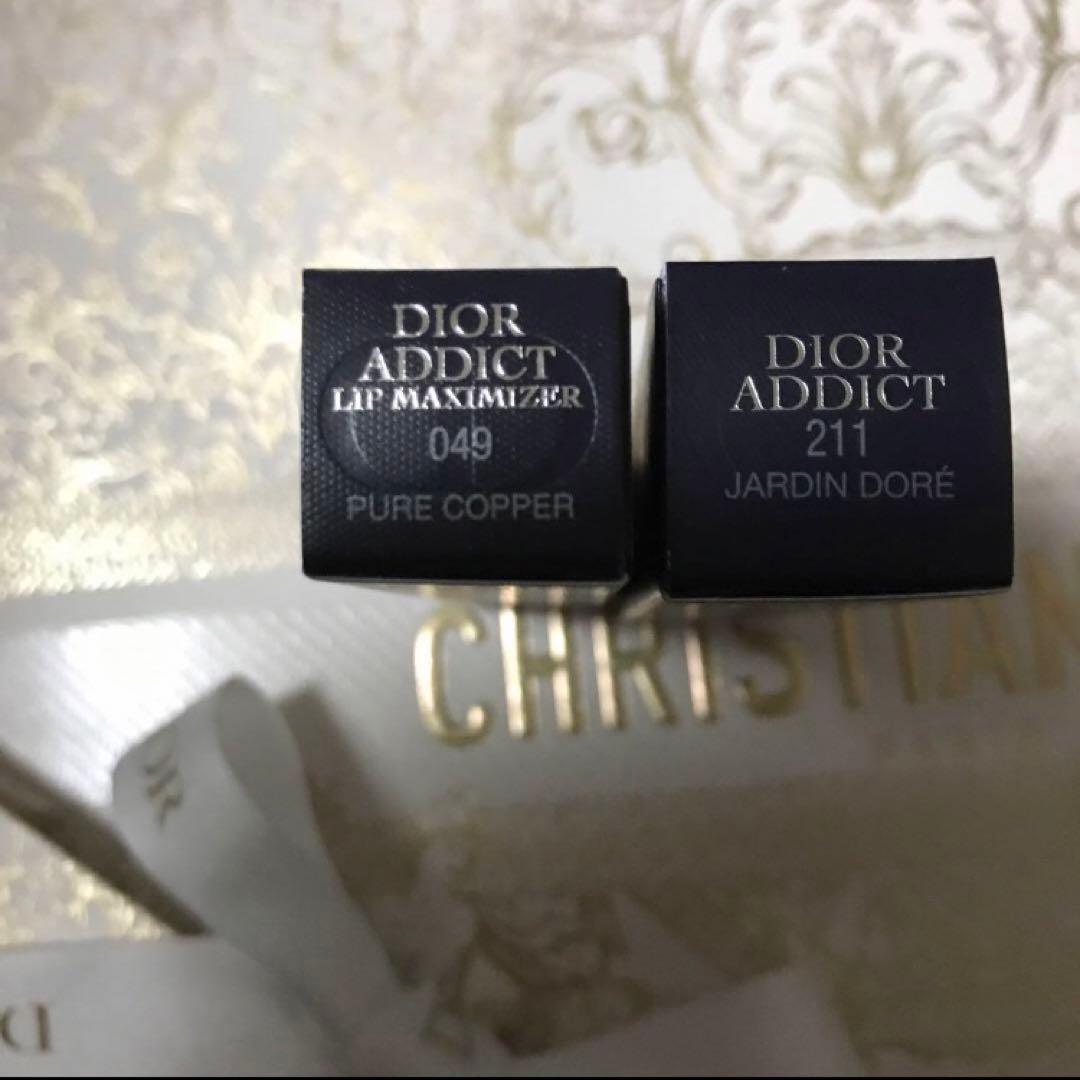 DIOR
ADDICT
LIP MAXIMIZER
049
PURE COPPER
DIOR
ADDICT
211
JARDIN DORÉ
CHRISTIAN